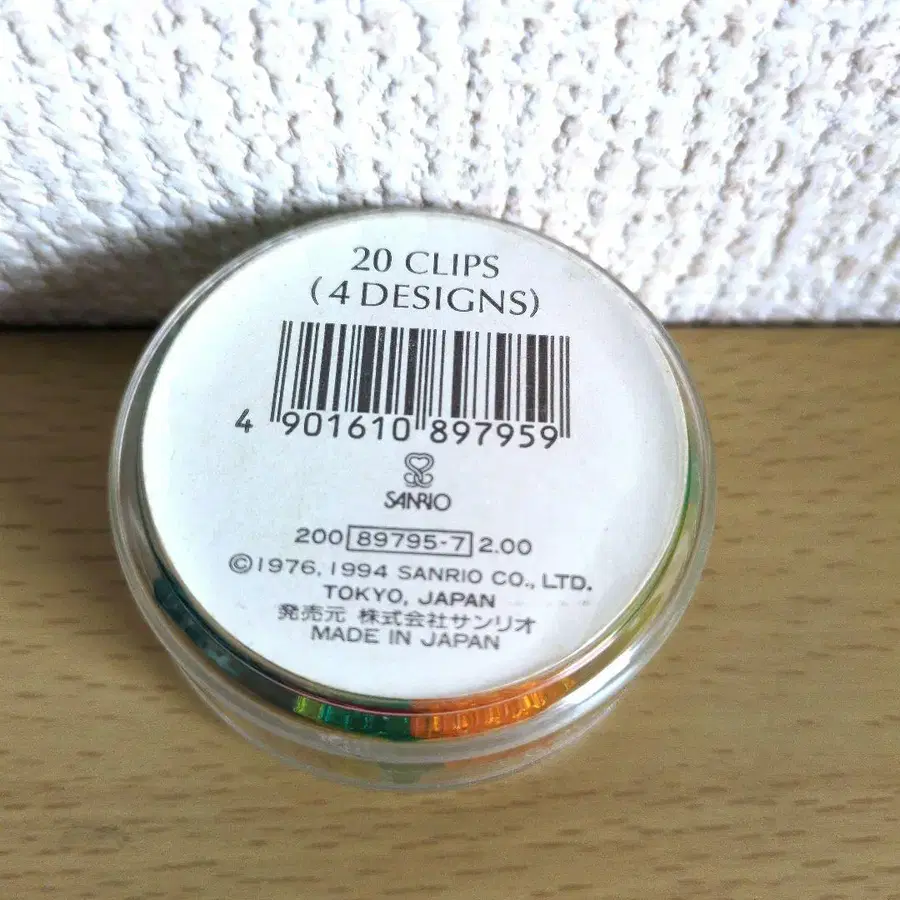 20 CLIPS
(4 DESIGNS)
4 901610 897959
SANRIO
200 89795-7 2.00
©1976, 1994 SANRIO CO., LTD.
TOKYO, JAPAN
発売元 株式会社サンリオ
MADE IN JAPAN